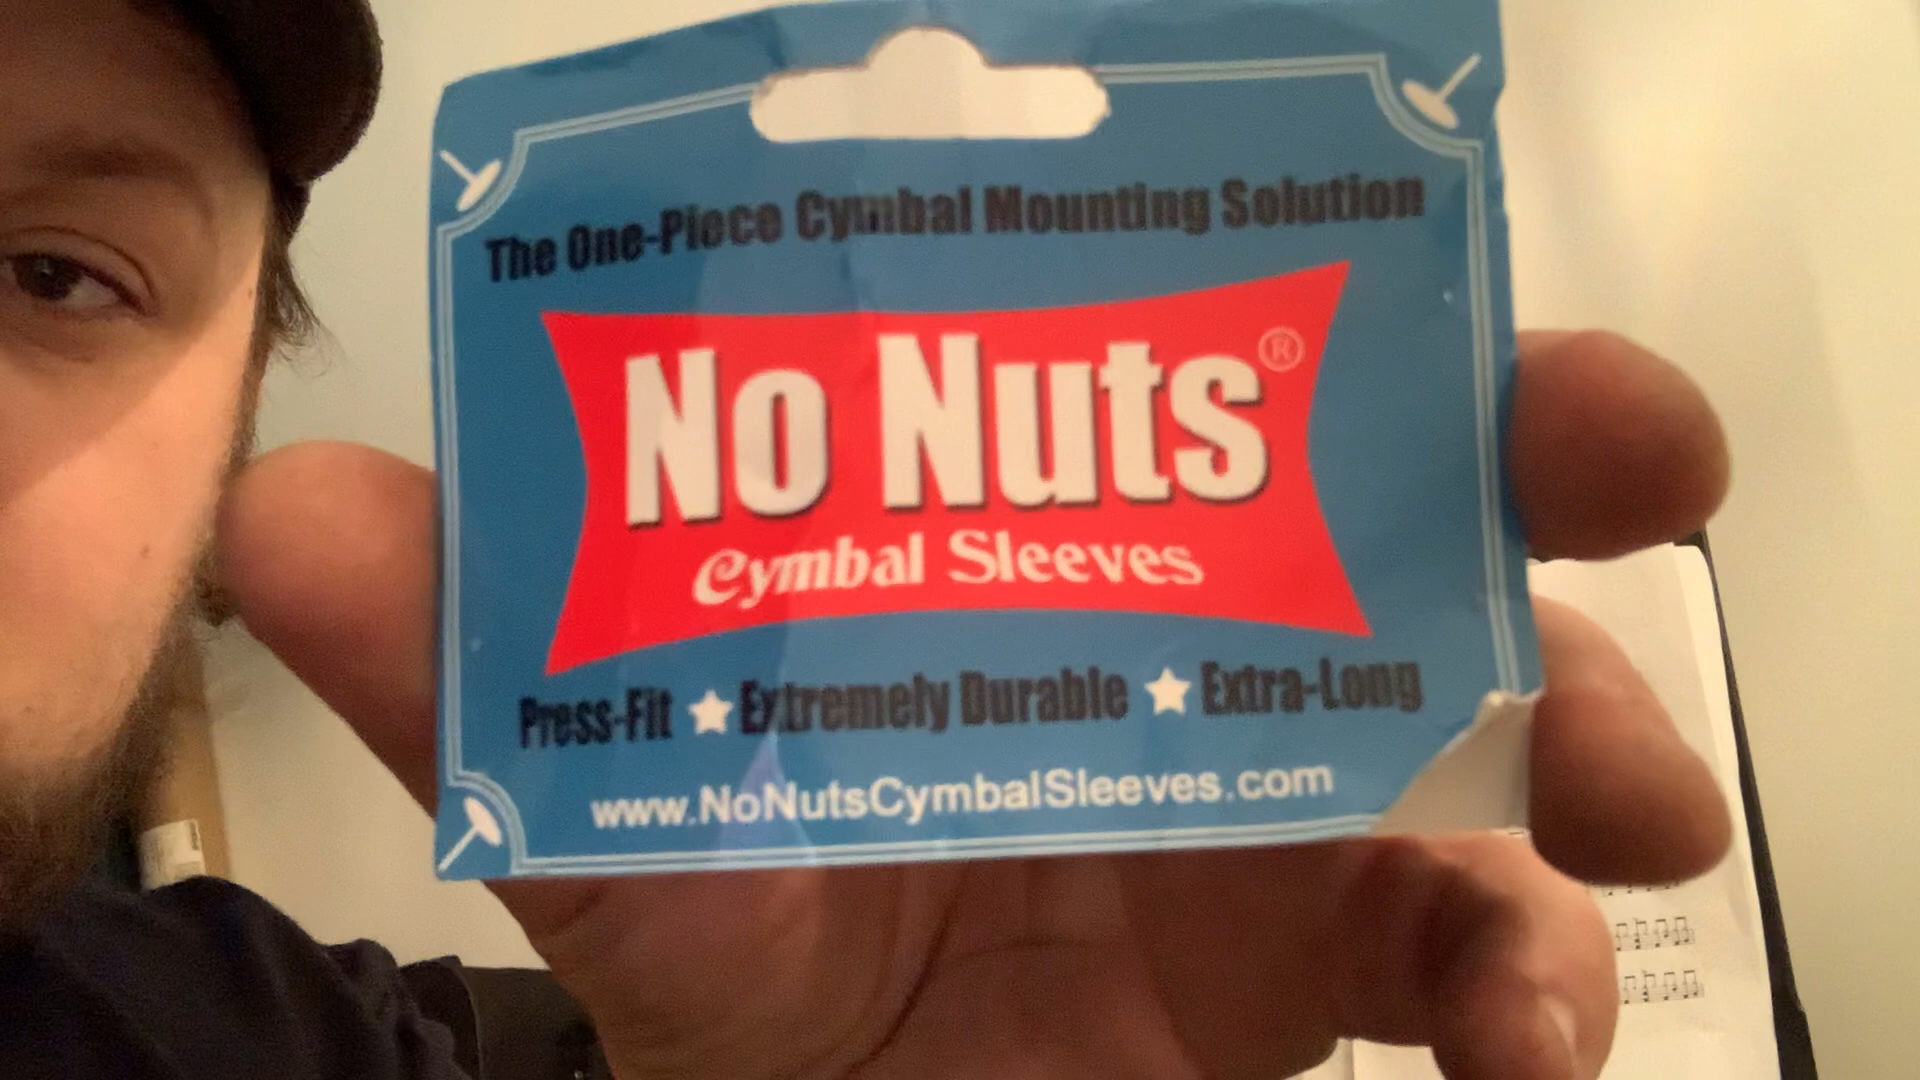 The One-Piece Cymbal Mounting Solution
No Nuts®
Cymbal Sleeves
Press-Fit ★ Extremely Durable ★ Extra-Long
www.NoNutsCymbalSleeves.com